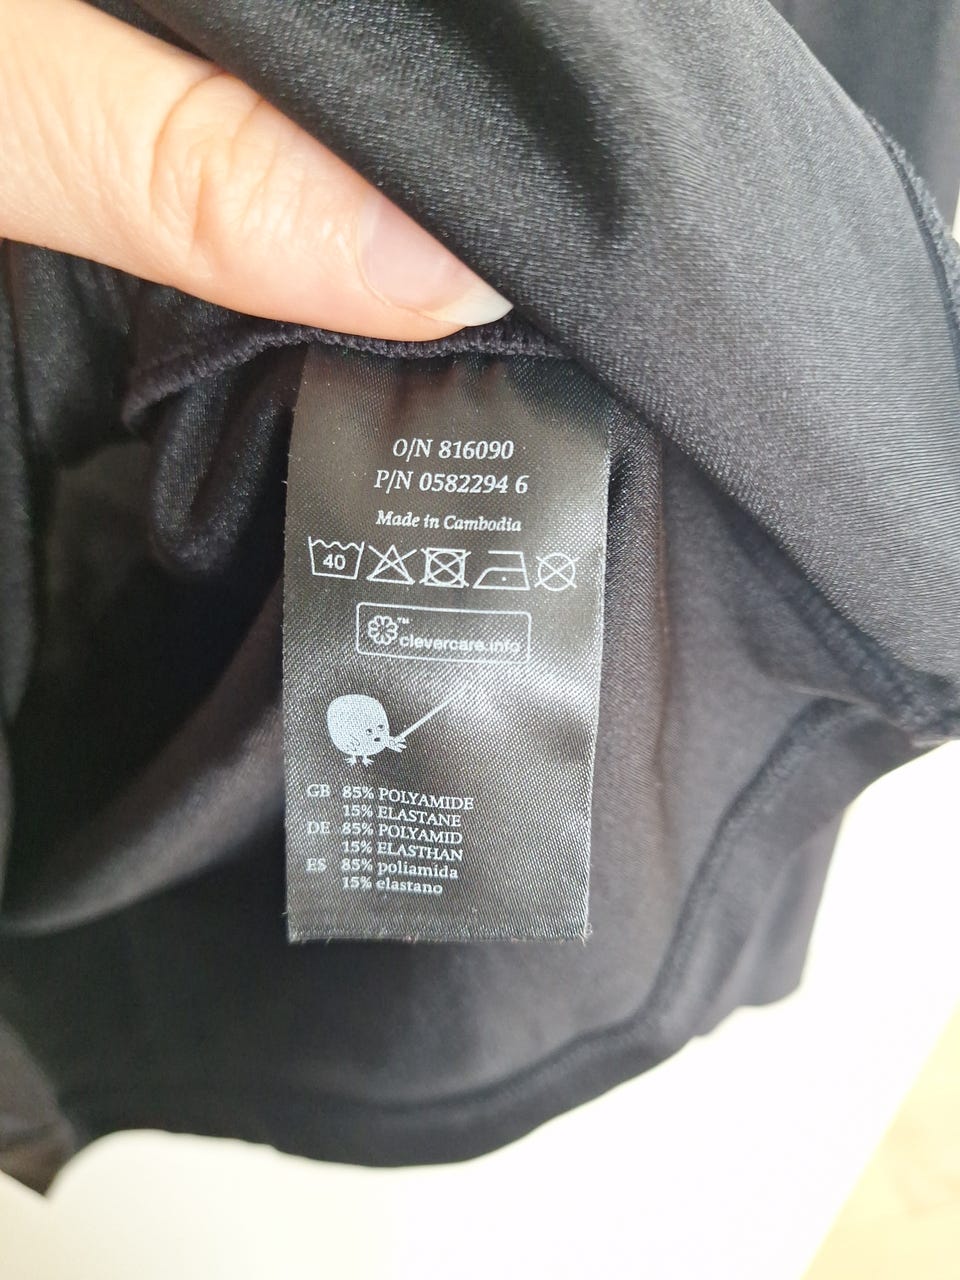 O/N 816090
P/N 0582294 6
Made in Cambodia
40
™ clevercare.info
GB 85% POLYAMIDE
15% ELASTANE
DE 85% POLYAMID
15% ELASTHAN
ES 85% poliamida
15% elastano